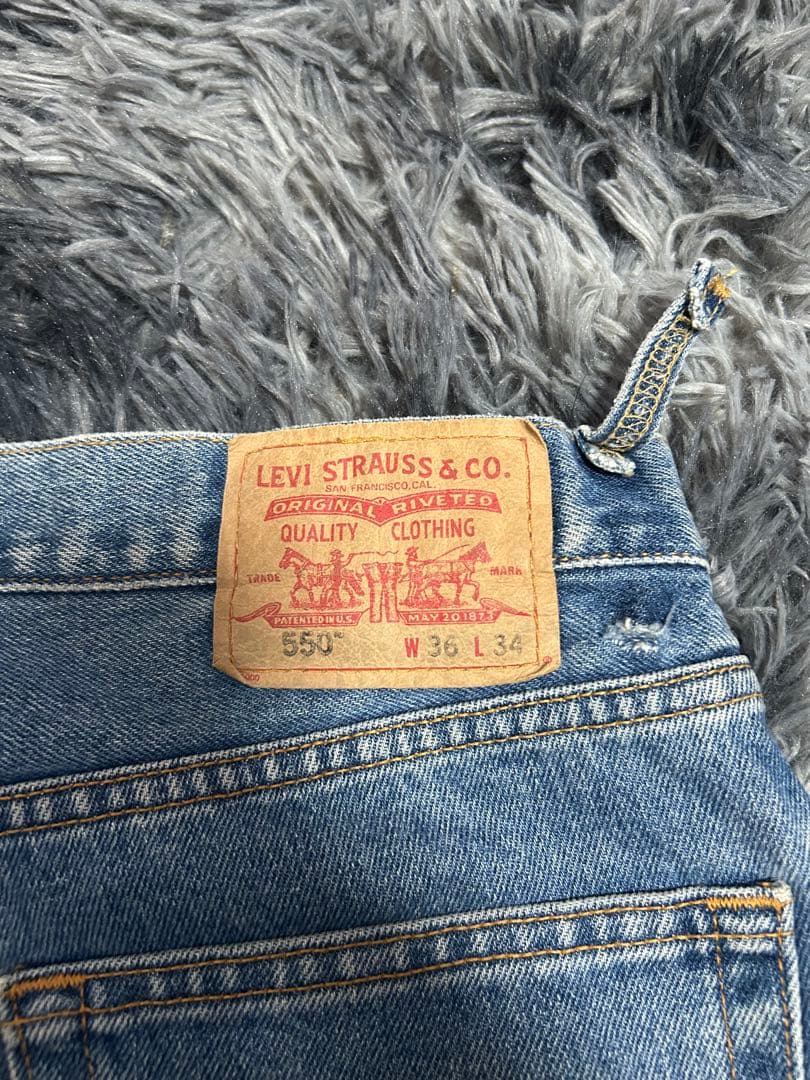 LEVI STRAUSS & CO.
SAN FRANCISCO, CAL.
ORIGINAL RIVETED
QUALITY CLOTHING
TRADE MARK
PATENTED IN U.S. MAY 20 1873
550™ W 36 L 34